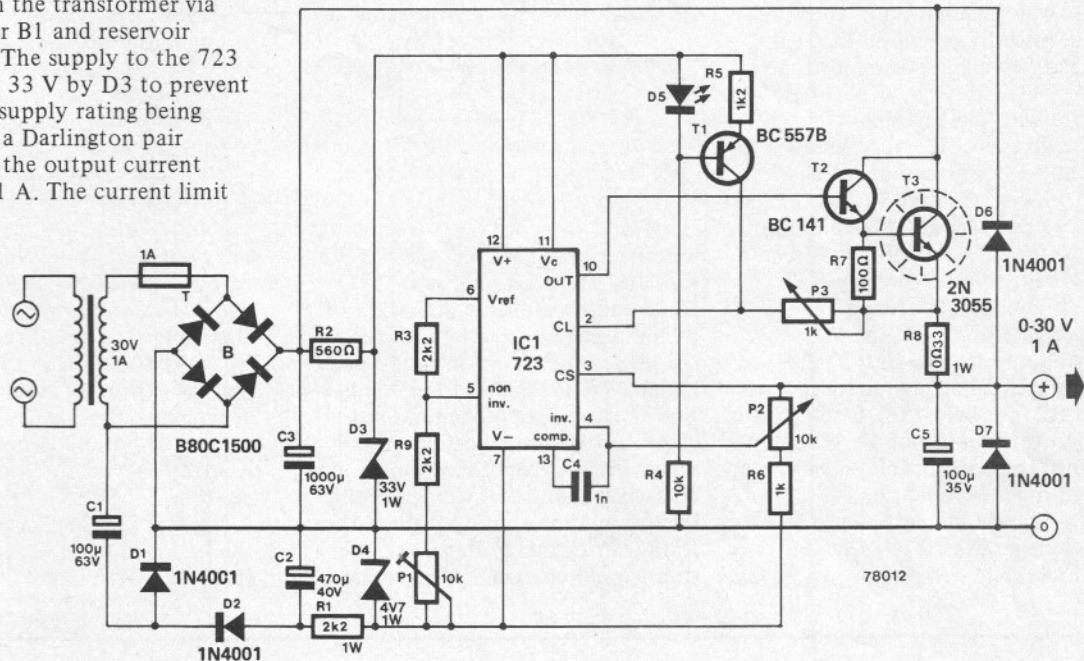 n the transformer via
r B1 and reservoir
The supply to the 723
33 V by D3 to prevent
supply rating being
a Darlington pair
the output current
1 A. The current limit
1A
T
30V
1A
B
B80C1500
R2
560Ω
C3
1000µ
63V
D3
33V
1W
C1
100µ
63V
D1
1N4001
D2
1N4001
C2
470µ
40V
R1
2k2
1W
D4
4V7
1W
P1
10k
R3
2k2
R9
2k2
12
11
V+
Vc
OUT
10
6
Vref
CL
2
IC1
723
CS
3
5
non
inv.
inv.
4
comp.
V−
7
13
C4
1n
D5
R5
1k2
T1
BC 557B
T2
BC 141
T3
2N
3055
R7
100Ω
P3
1k
R8
0Ω33
1W
R4
10k
P2
10k
R6
1k
C5
100µ
35V
D6
1N4001
D7
1N4001
0-30 V
1 A
+
0
78012